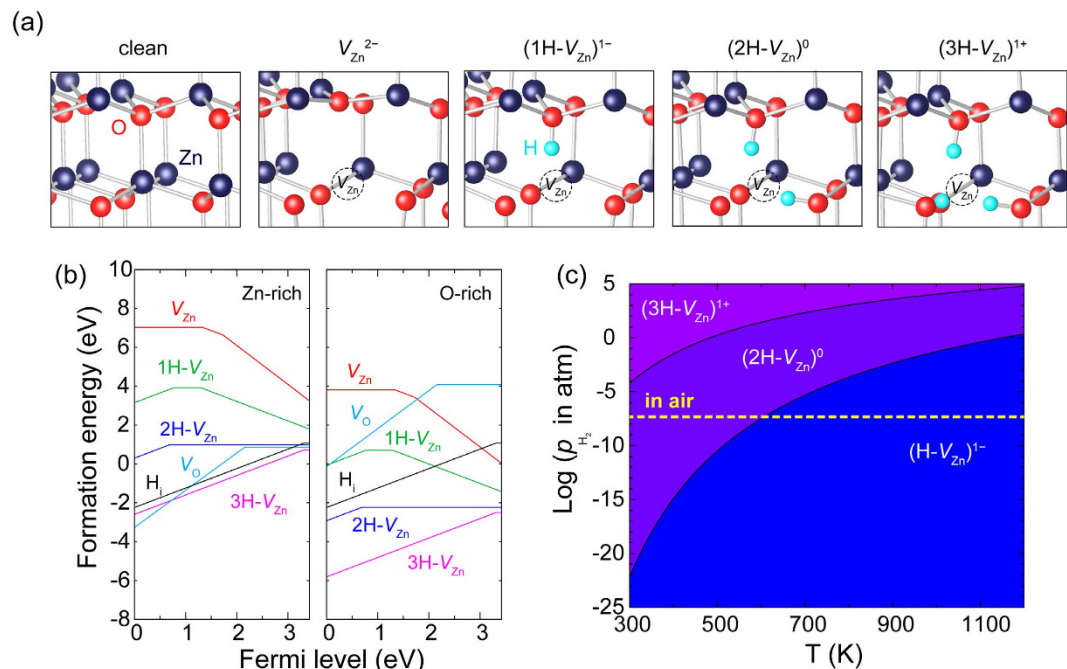 (a)
clean
V_Zn^2−
(1H-V_Zn)^1−
(2H-V_Zn)^0
(3H-V_Zn)^1+
O
Zn
V_Zn
H
V_Zn
V_Zn
V_Zn
(b)
Formation energy (eV)
10
8
6
4
2
0
-2
-4
-6
-8
Zn-rich
V_Zn
1H-V_Zn
2H-V_Zn
V_O
H_i
3H-V_Zn
0 1 2 3
O-rich
V_Zn
V_O
1H-V_Zn
H_i
2H-V_Zn
3H-V_Zn
0 1 2 3
Fermi level (eV)
(c)
Log (p_H2 in atm)
5
0
-5
-10
-15
-20
-25
(3H-V_Zn)^1+
(2H-V_Zn)^0
in air
(H-V_Zn)^1−
300 500 700 900 1100
T (K)